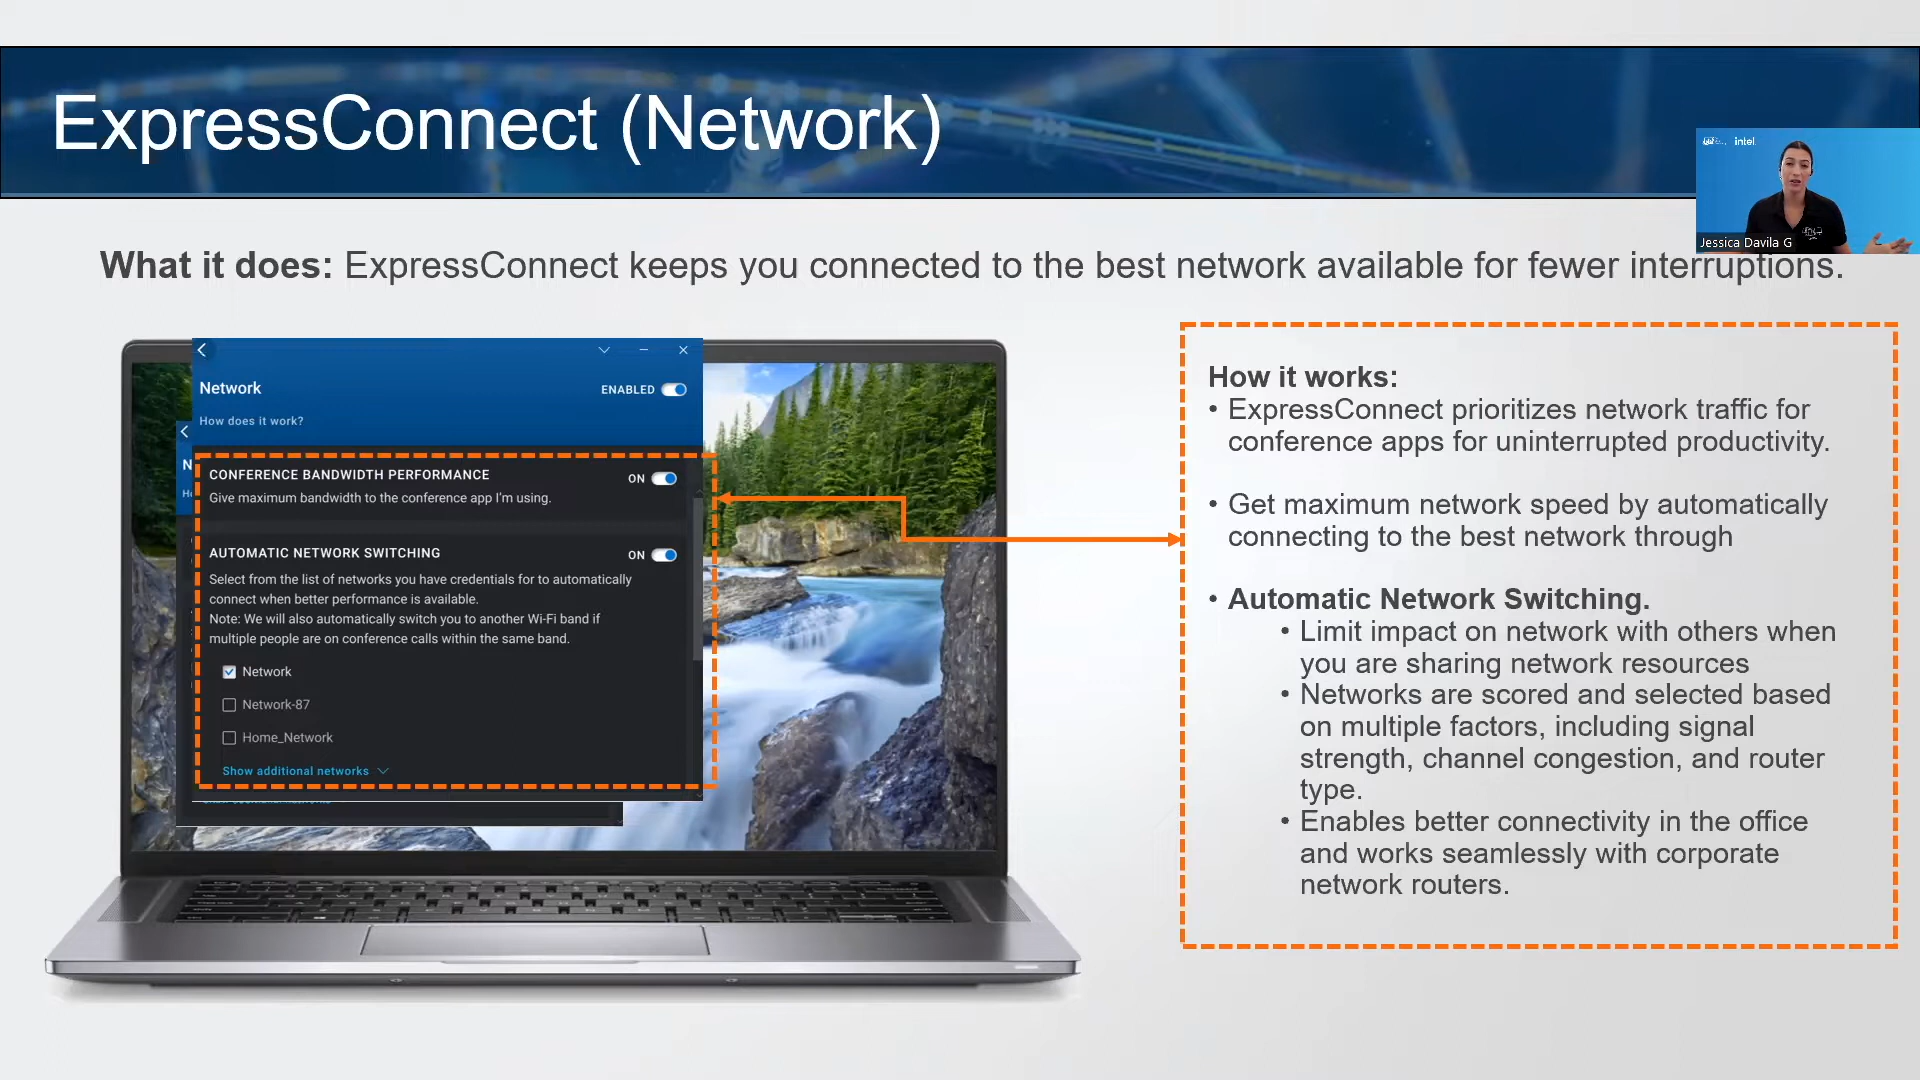 ExpressConnect (Network)
intel.
Jessica Davila G
What it does: ExpressConnect keeps you connected to the best network available for fewer interruptions.
Network
ENABLED
How does it work?
CONFERENCE BANDWIDTH PERFORMANCE
ON
Give maximum bandwidth to the conference app I'm using.
AUTOMATIC NETWORK SWITCHING
ON
Select from the list of networks you have credentials for to automatically
connect when better performance is available.
Note: We will also automatically switch you to another Wi-Fi band if
multiple people are on conference calls within the same band.
Network
Network-87
Home_Network
Show additional networks
How it works:
• ExpressConnect prioritizes network traffic for
conference apps for uninterrupted productivity.
• Get maximum network speed by automatically
connecting to the best network through
• Automatic Network Switching.
• Limit impact on network with others when
you are sharing network resources
• Networks are scored and selected based
on multiple factors, including signal
strength, channel congestion, and router
type.
• Enables better connectivity in the office
and works seamlessly with corporate
network routers.